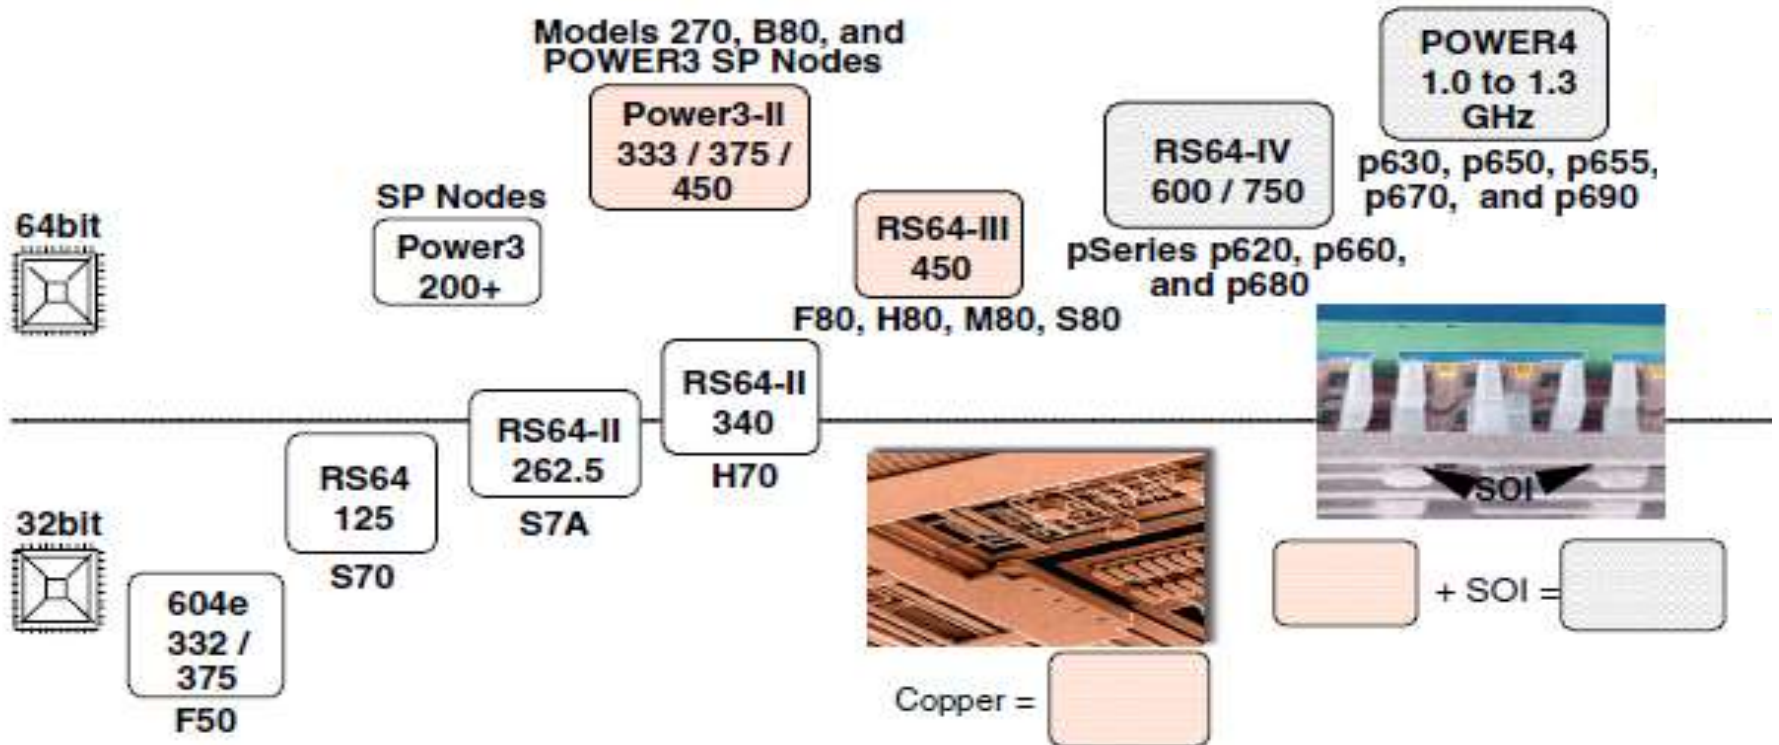 Models 270, B80, and
POWER3 SP Nodes
Power3-II
333 / 375 /
450
POWER4
1.0 to 1.3
GHz
p630, p650, p655,
p670, and p690
RS64-IV
600 / 750
pSeries p620, p660,
and p680
SP Nodes
Power3
200+
RS64-III
450
F80, H80, M80, S80
64bit
RS64-II
340
H70
RS64-II
262.5
S7A
RS64
125
S70
32bit
604e
332 /
375
F50
SOI
+ SOI =
Copper =